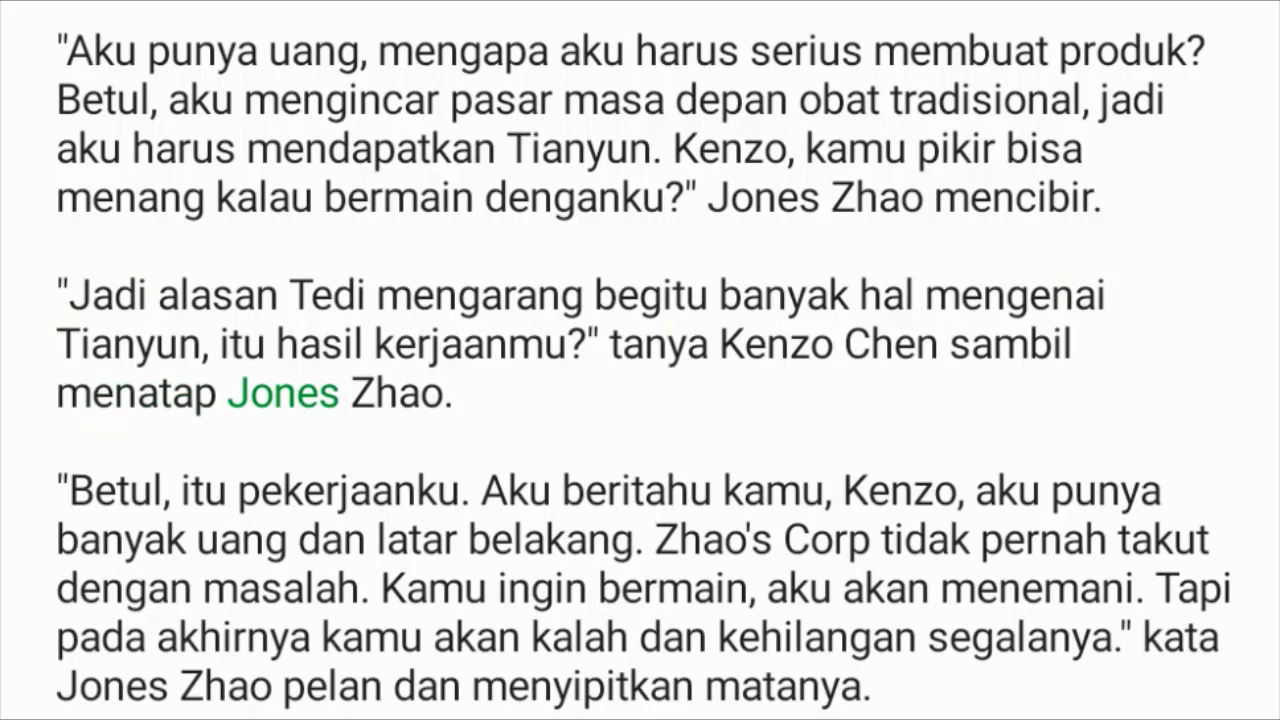 "Aku punya uang, mengapa aku harus serius membuat produk?
Betul, aku mengincar pasar masa depan obat tradisional, jadi
aku harus mendapatkan Tianyun. Kenzo, kamu pikir bisa
menang kalau bermain denganku?" Jones Zhao mencibir.
"Jadi alasan Tedi mengarang begitu banyak hal mengenai
Tianyun, itu hasil kerjaanmu?" tanya Kenzo Chen sambil
menatap Jones Zhao.
"Betul, itu pekerjaanku. Aku beritahu kamu, Kenzo, aku punya
banyak uang dan latar belakang. Zhao's Corp tidak pernah takut
dengan masalah. Kamu ingin bermain, aku akan menemani. Tapi
pada akhirnya kamu akan kalah dan kehilangan segalanya." kata
Jones Zhao pelan dan menyipitkan matanya.